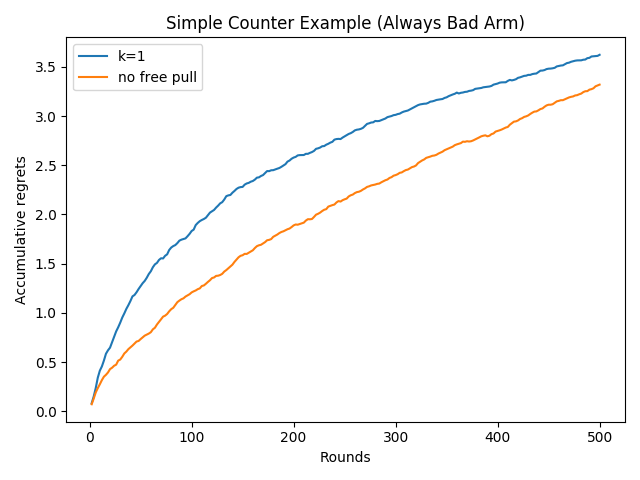 Simple Counter Example (Always Bad Arm)
k=1
no free pull
Accumulative regrets
3.5
3.0
2.5
2.0
1.5
1.0
0.5
0.0
0 100 200 300 400 500
Rounds